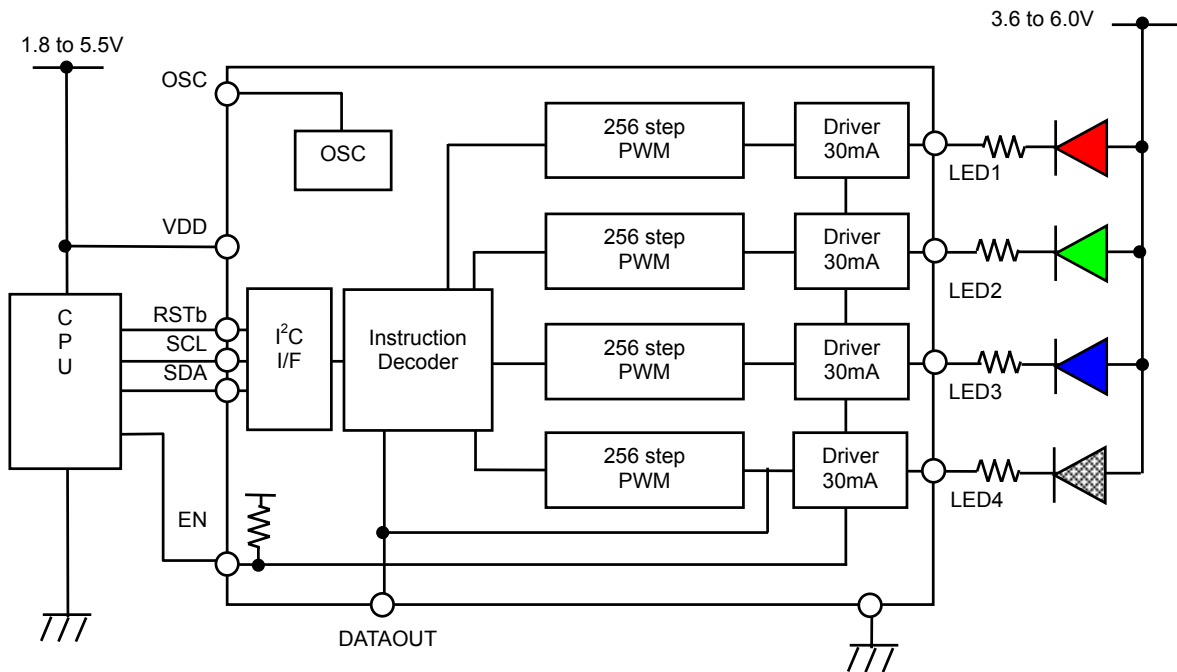 3.6 to 6.0V
1.8 to 5.5V
OSC
OSC
256 step
PWM
Driver
30mA
LED1
VDD
256 step
PWM
Driver
30mA
LED2
CPU
RSTb
SCL
SDA
I²C
I/F
Instruction
Decoder
256 step
PWM
Driver
30mA
LED3
256 step
PWM
Driver
30mA
LED4
EN
DATAOUT